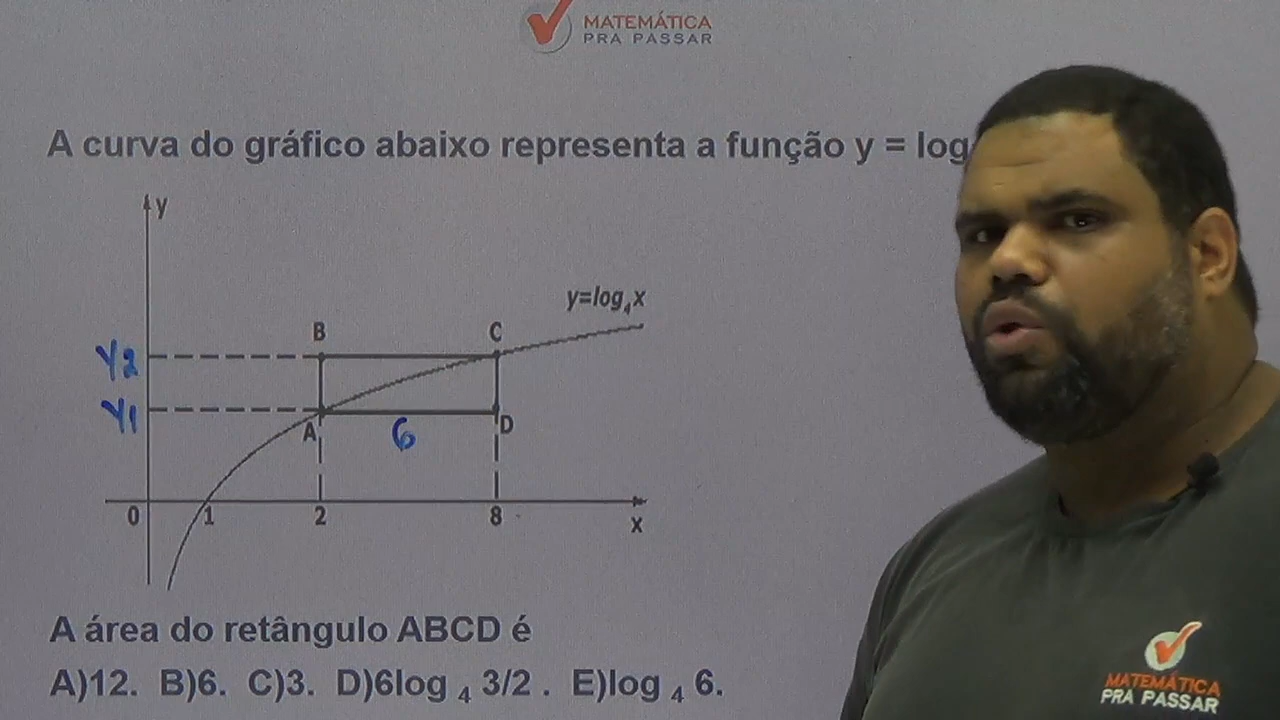 MATEMÁTICA
PRA PASSAR
A curva do gráfico abaixo representa a função y = log
y
y=log₄x
B C
Y2
Y1
A 6 D
0 1 2 8 x
A área do retângulo ABCD é
A)12. B)6. C)3. D)6log ₄ 3/2 . E)log ₄ 6.
MATEMÁTICA
PRA PASSAR